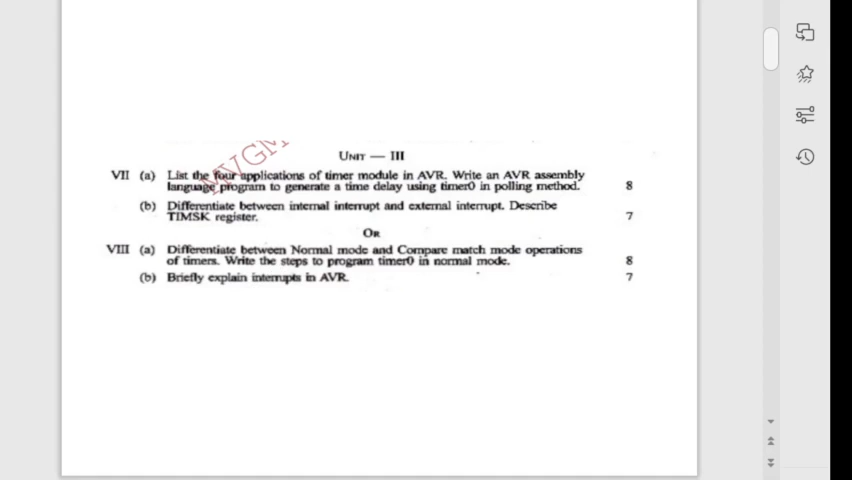 MVGM
UNIT — III
VII (a) List the four applications of timer module in AVR. Write an AVR assembly
language program to generate a time delay using timer0 in polling method. 8
(b) Differentiate between internal interrupt and external interrupt. Describe
TIMSK register. 7
OR
VIII (a) Differentiate between Normal mode and Compare match mode operations
of timers. Write the steps to program timer0 in normal mode. 8
(b) Briefly explain interrupts in AVR. 7